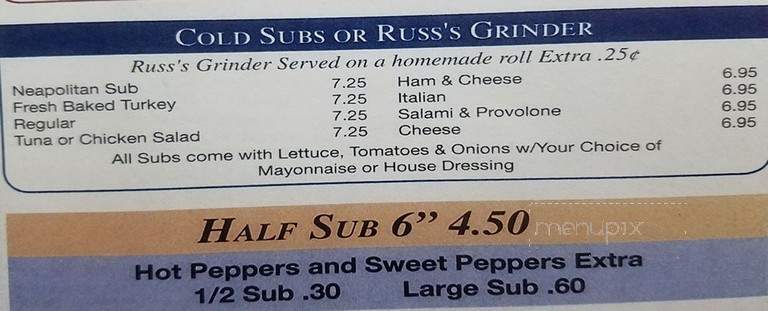 COLD SUBS OR RUSS'S GRINDER
Russ's Grinder Served on a homemade roll Extra .25¢
Neapolitan Sub 7.25 Ham & Cheese 6.95
Fresh Baked Turkey 7.25 Italian 6.95
Regular 7.25 Salami & Provolone 6.95
Tuna or Chicken Salad 7.25 Cheese 6.95
All Subs come with Lettuce, Tomatoes & Onions w/Your Choice of
Mayonnaise or House Dressing
HALF SUB 6” 4.50
menupix
Hot Peppers and Sweet Peppers Extra
1/2 Sub .30 Large Sub .60